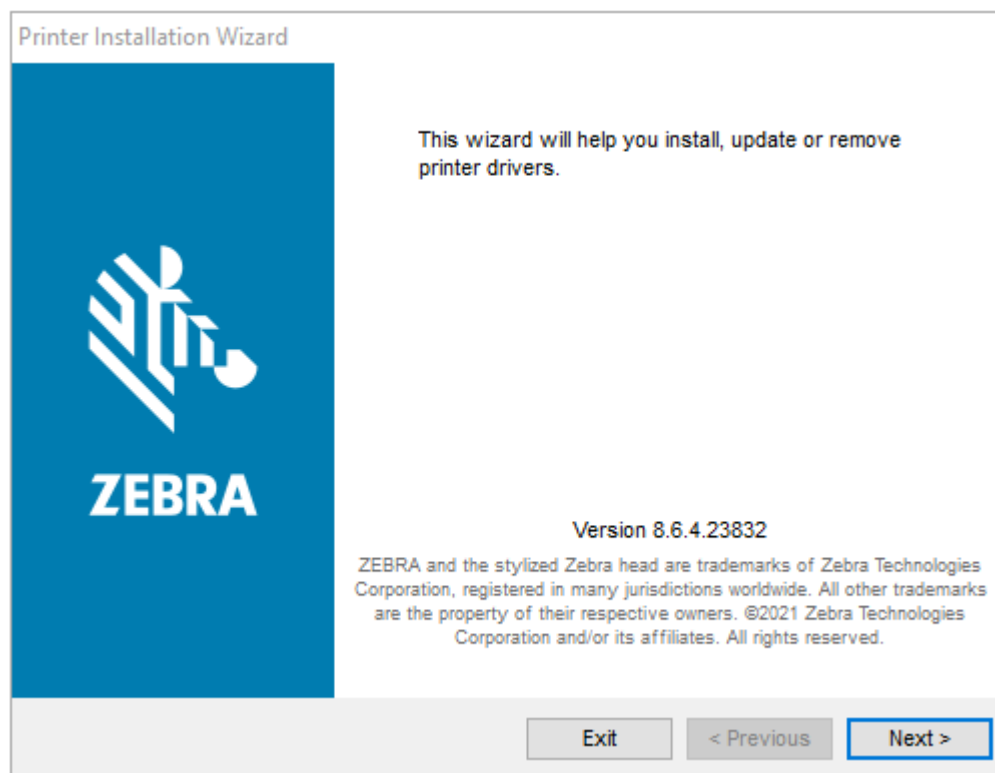 Printer Installation Wizard
This wizard will help you install, update or remove
printer drivers.
ZEBRA
Version 8.6.4.23832
ZEBRA and the stylized Zebra head are trademarks of Zebra Technologies
Corporation, registered in many jurisdictions worldwide. All other trademarks
are the property of their respective owners. ©2021 Zebra Technologies
Corporation and/or its affiliates. All rights reserved.
Exit
< Previous
Next >